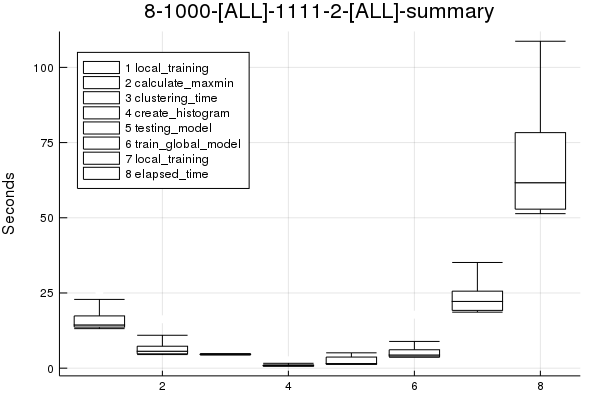 8-1000-[ALL]-1111-2-[ALL]-summary
1 local_training
2 calculate_maxmin
3 clustering_time
4 create_histogram
5 testing_model
6 train_global_model
7 local_training
8 elapsed_time
Seconds
100
75
50
25
0
2
4
6
8